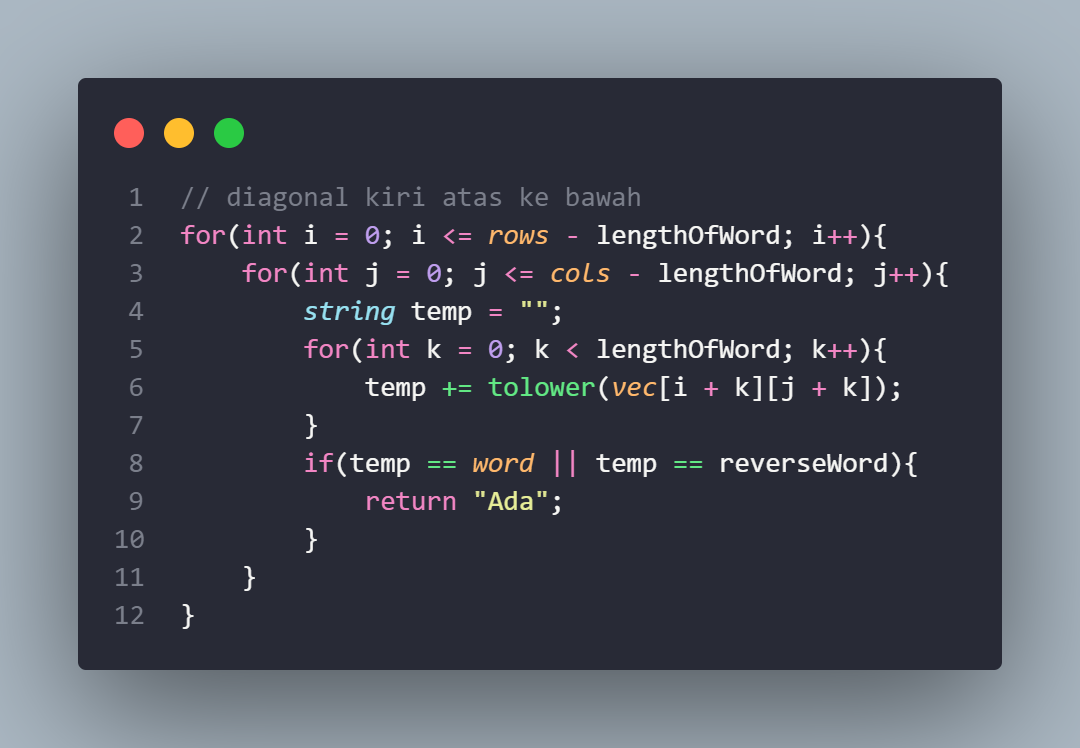 1 // diagonal kiri atas ke bawah
2 for(int i = 0; i <= rows - lengthOfWord; i++){
3     for(int j = 0; j <= cols - lengthOfWord; j++){
4         string temp = "";
5         for(int k = 0; k < lengthOfWord; k++){
6             temp += tolower(vec[i + k][j + k]);
7         }
8         if(temp == word || temp == reverseWord){
9             return "Ada";
10         }
11     }
12 }